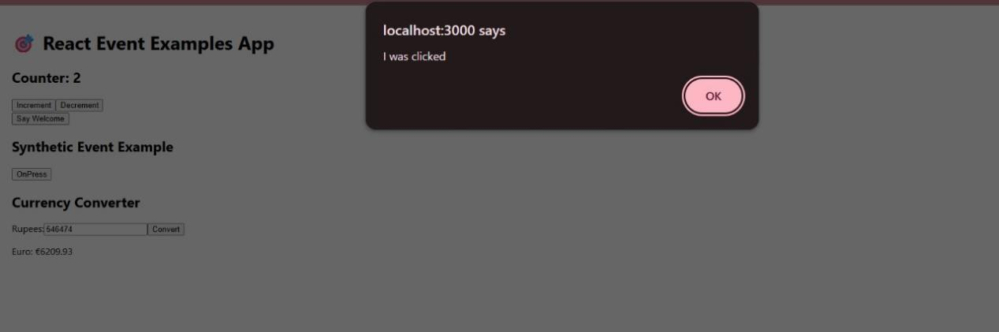 localhost:3000 says
I was clicked
OK
🎯 React Event Examples App
Counter: 2
Increment Decrement
Say Welcome
Synthetic Event Example
OnPress
Currency Converter
Rupees: 546474 Convert
Euro: €6209.93